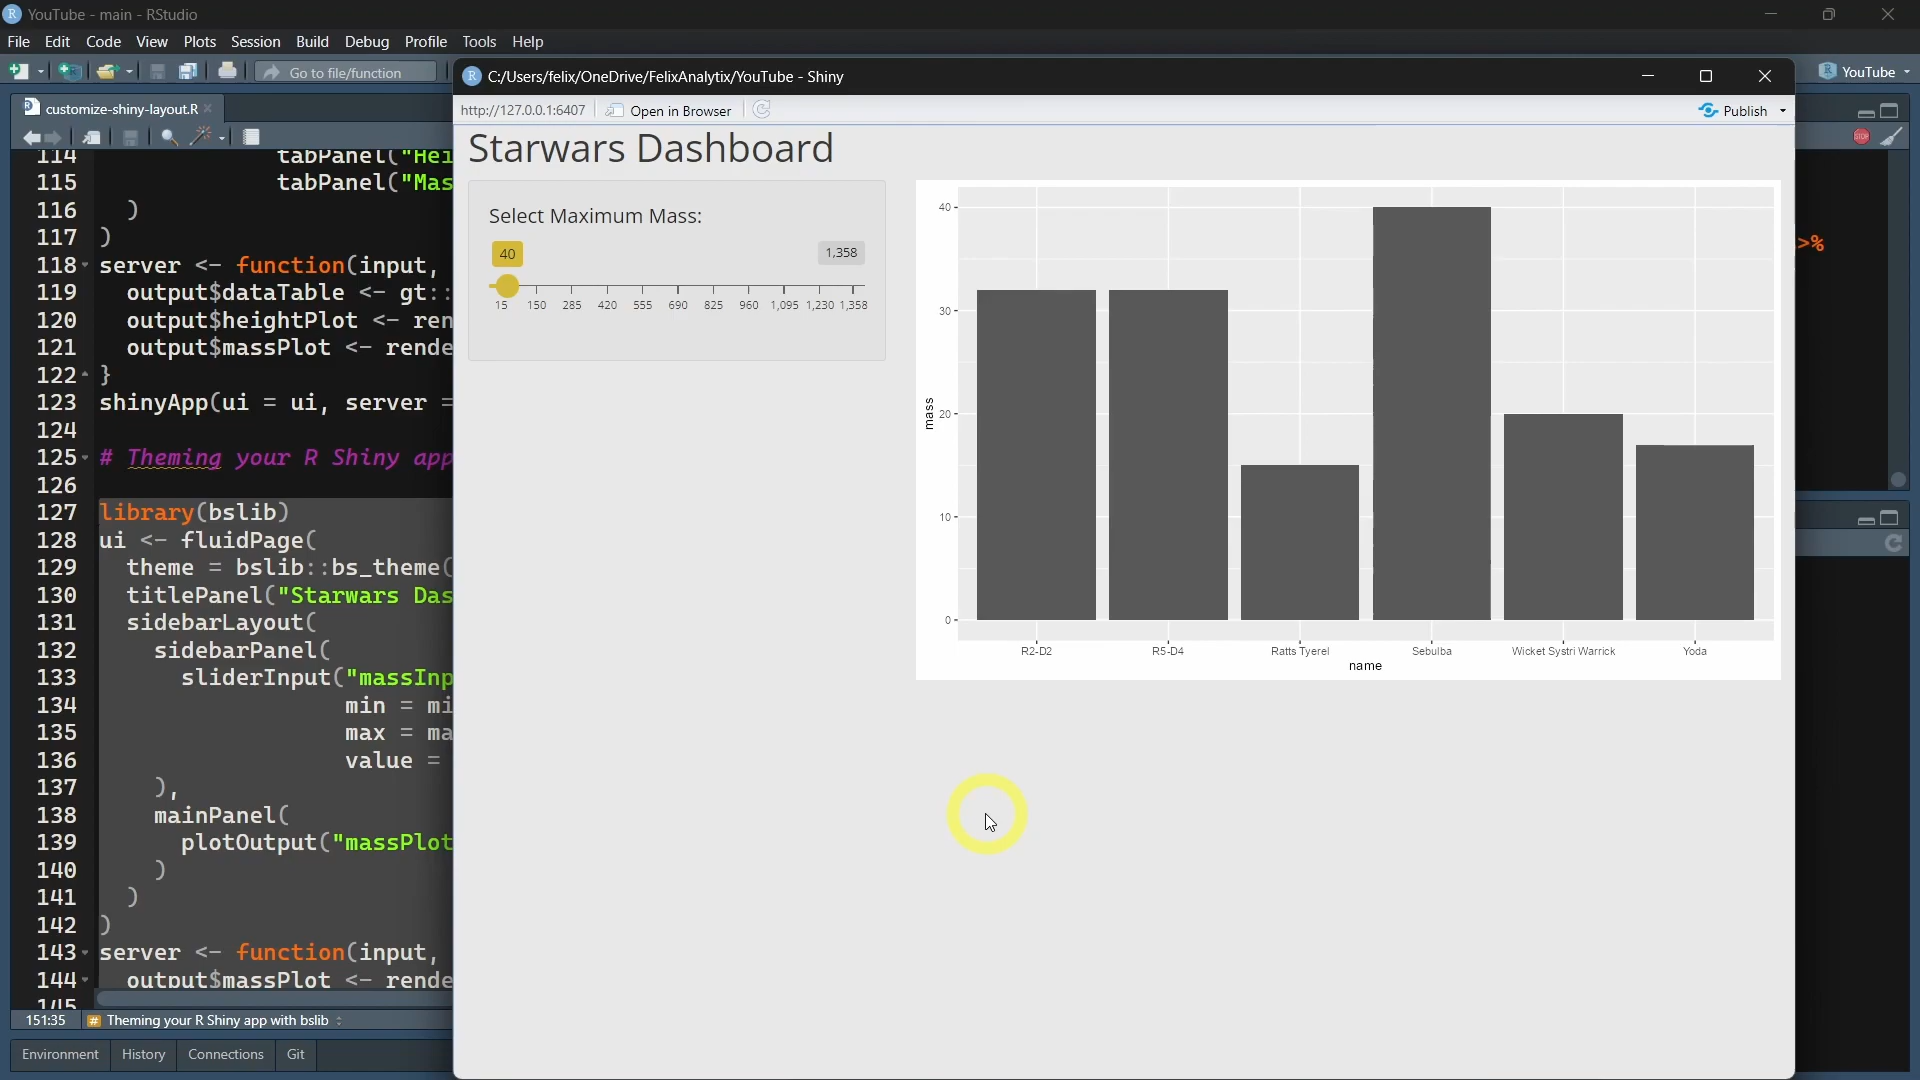 YouTube - main - RStudio
File Edit Code View Plots Session Build Debug Profile Tools Help
Go to file/function
YouTube
customize-shiny-layout.R
114 tabPanel("Hei
115 tabPanel("Mas
116 )
117 )
118 server <- function(input,
119 output$dataTable <- gt::
120 output$heightPlot <- ren
121 output$massPlot <- rende
122 }
123 shinyApp(ui = ui, server =
124
125 # Theming your R Shiny app
126
127 library(bslib)
128 ui <- fluidPage(
129 theme = bslib::bs_theme(
130 titlePanel("Starwars Das
131 sidebarLayout(
132 sidebarPanel(
133 sliderInput("massInp
134 min = mi
135 max = ma
136 value =
137 ),
138 mainPanel(
139 plotOutput("massPlot
140 )
141 )
142 )
143 server <- function(input,
144 output$massPlot <- rende
145
151:35 # Theming your R Shiny app with bslib
Environment History Connections Git
C:/Users/felix/OneDrive/FelixAnalytix/YouTube - Shiny
http://127.0.0.1:6407 Open in Browser Publish
Starwars Dashboard
Select Maximum Mass:
40 1,358
15 150 285 420 555 690 825 960 1,095 1,230 1,358
40
30
20
10
0
mass
R2-D2 R5-D4 Ratts Tyerel Sebulba Wicket Systri Warrick Yoda
name
STOP
>%